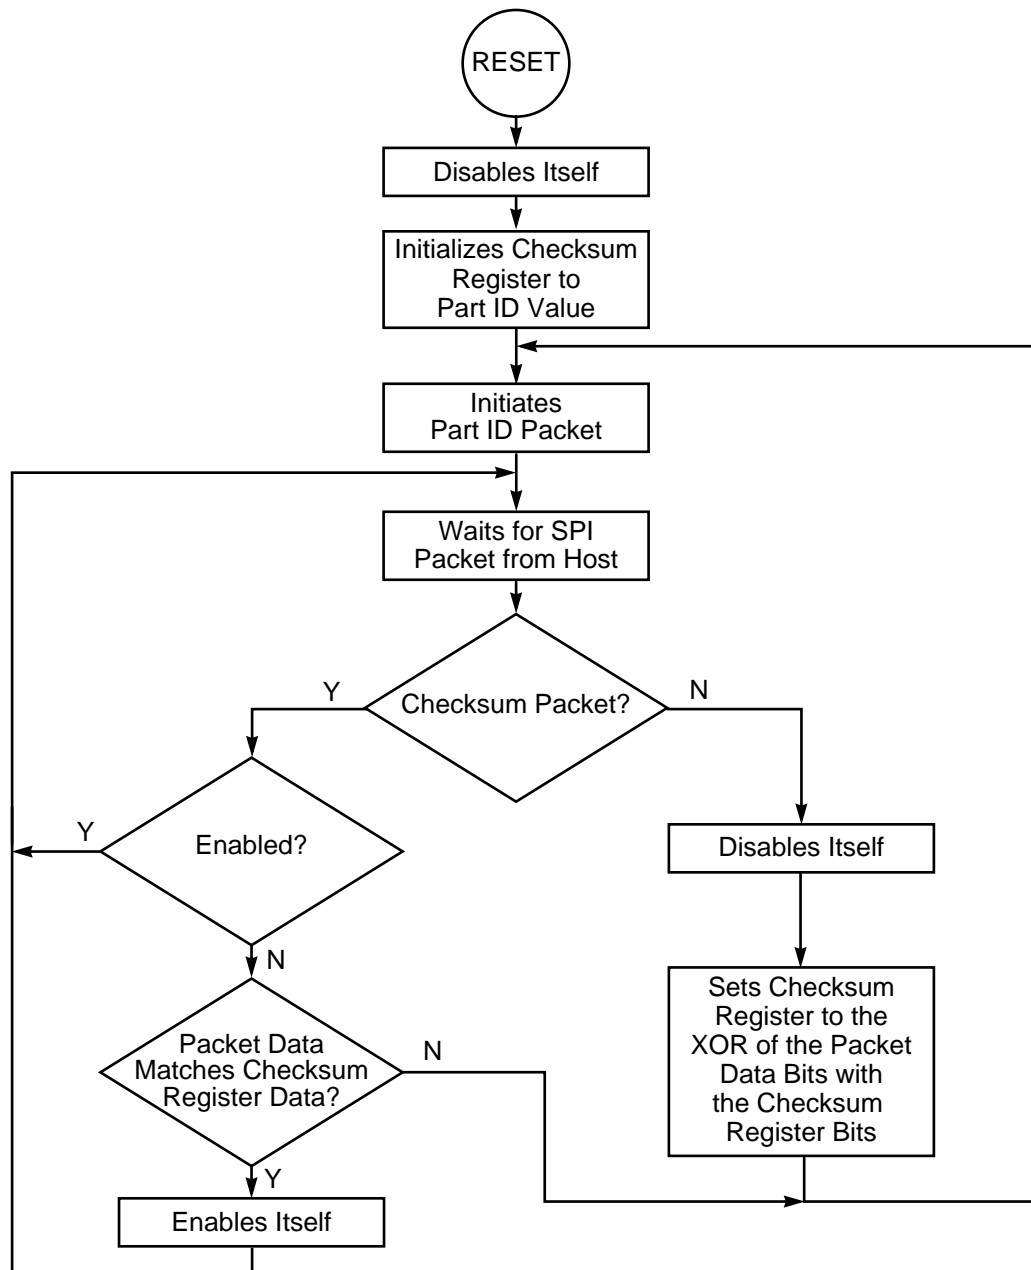 RESET
Disables Itself
Initializes Checksum
Register to
Part ID Value
Initiates
Part ID Packet
Waits for SPI
Packet from Host
Checksum Packet?
Y
N
Enabled?
Y
N
Disables Itself
Packet Data
Matches Checksum
Register Data?
N
Y
Sets Checksum
Register to the
XOR of the Packet
Data Bits with
the Checksum
Register Bits
Enables Itself